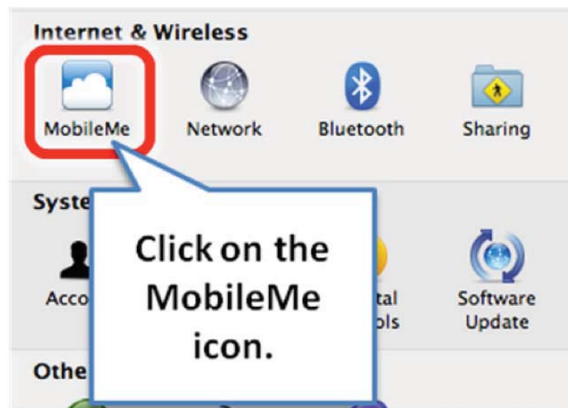 Internet & Wireless
MobileMe Network Bluetooth Sharing
Click on the
MobileMe
icon.
Software
Update